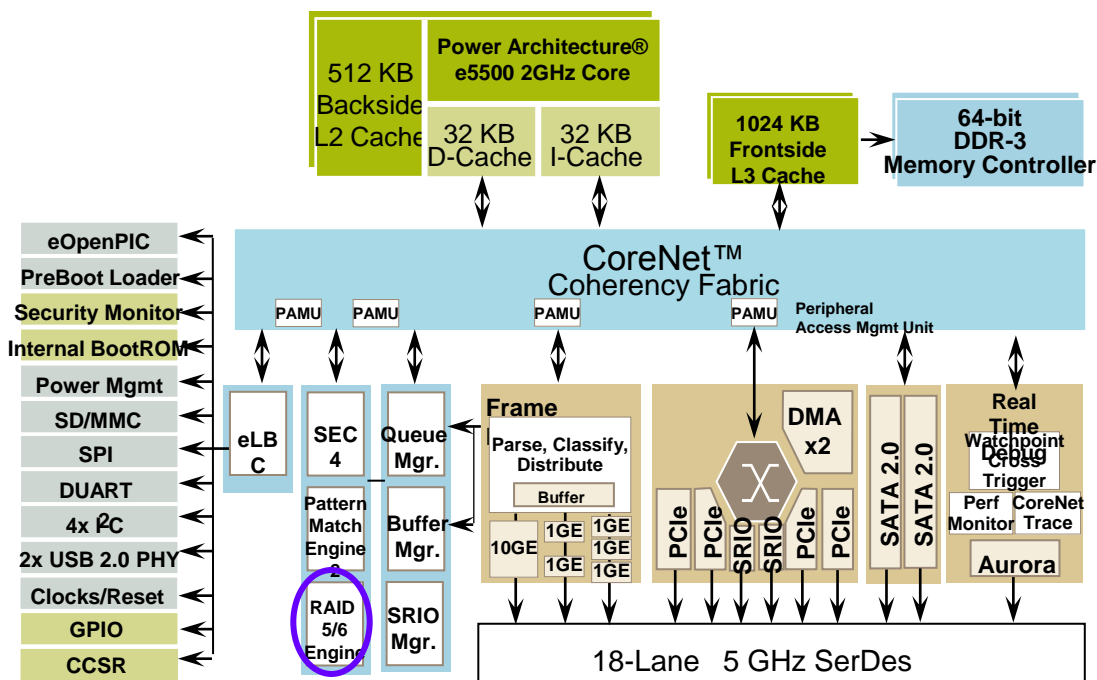 512 KB
Backside
L2 Cache
Power Architecture®
e5500 2GHz Core
32 KB
D-Cache
32 KB
I-Cache
1024 KB
Frontside
L3 Cache
64-bit
DDR-3
Memory Controller
eOpenPIC
PreBoot Loader
Security Monitor
Internal BootROM
Power Mgmt
SD/MMC
SPI
DUART
4x I2C
2x USB 2.0 PHY
Clocks/Reset
GPIO
CCSR
CoreNet™
Coherency Fabric
PAMU
PAMU
PAMU
PAMU
Peripheral
Access Mgmt Unit
eLB
C
SEC
4
Pattern
Match
Engine
2
RAID
5/6
Engine
Queue
Mgr.
Buffer
Mgr.
SRIO
Mgr.
Frame
Parse, Classify,
Distribute
Buffer
10GE
1GE
1GE
1GE
1GE
1GE
DMA
x2
PCIe
PCIe
SRIO
SRIO
PCIe
PCIe
SATA 2.0
SATA 2.0
Real
Time
Debug
Watchpoint
Cross
Trigger
Perf
Monitor
CoreNet
Trace
Aurora
18-Lane 5 GHz SerDes